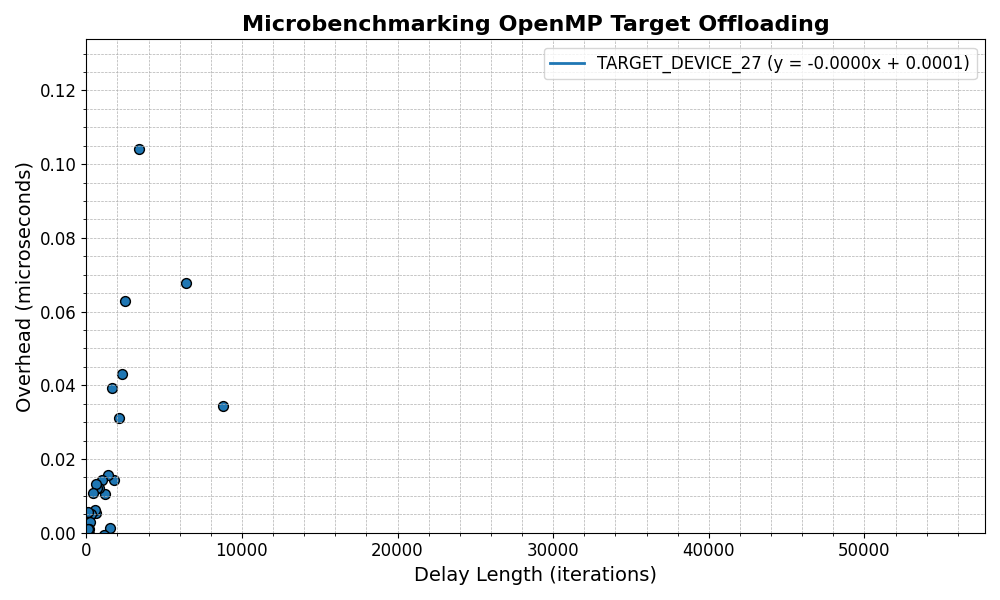 Microbenchmarking OpenMP Target Offloading
TARGET_DEVICE_27 (y = -0.0000x + 0.0001)
Overhead (microseconds)
0.12
0.10
0.08
0.06
0.04
0.02
0.00
0 10000 20000 30000 40000 50000
Delay Length (iterations)